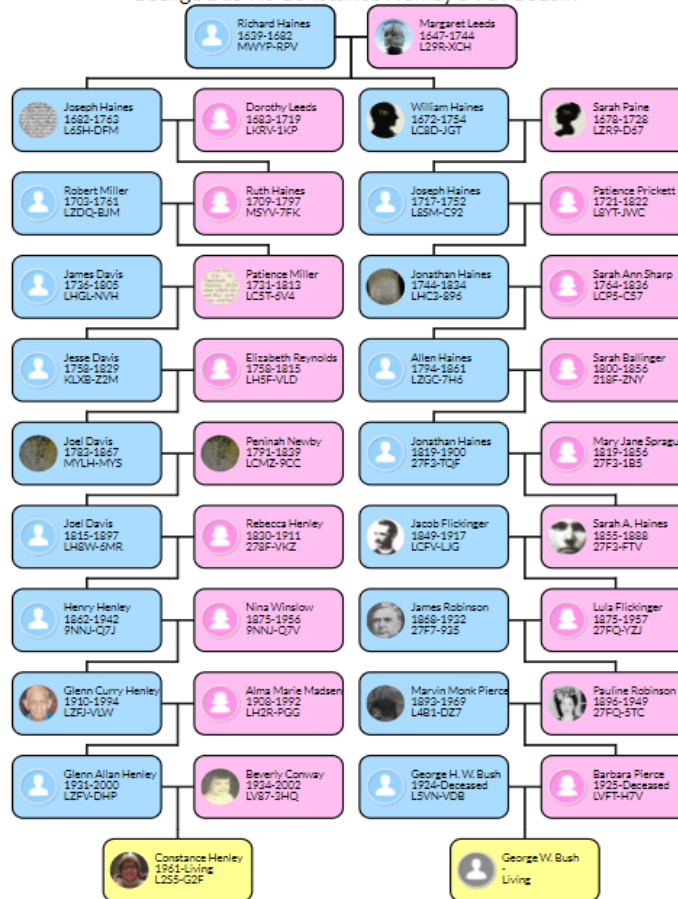 Richard Haines
1639-1682
MWYP-RPV
Margaret Leeds
1647-1744
L29R-XCH
Joseph Haines
1682-1763
L6SH-DFM
Dorothy Leeds
1683-1719
LKRV-1KP
William Haines
1672-1754
LC8D-JGT
Sarah Paine
1678-1728
LZR9-D67
Robert Miller
1703-1761
LZDQ-BJM
Ruth Haines
1709-1797
MSYV-7FK
Joseph Haines
1717-1752
L8SM-C92
Patience Prickett
1721-1822
L8YT-JWC
James Davis
1736-1805
LHGL-NVH
Patience Miller
1731-1813
LC5T-6V4
Jonathan Haines
1744-1834
LHC3-896
Sarah Ann Sharp
1764-1836
LCP5-C57
Jesse Davis
1758-1829
KLXB-Z2M
Elizabeth Reynolds
1758-1815
LH5F-VLD
Allen Haines
1794-1861
LZGC-7H6
Sarah Ballinger
1800-1856
218F-ZNY
Joel Davis
1783-1867
MYLH-MYS
Peninah Newby
1791-1839
LCMZ-9CC
Jonathan Haines
1819-1900
27F3-TQF
Mary Jane Spragu
1819-1856
27F3-1B5
Joel Davis
1815-1897
LH8W-6MR
Rebecca Henley
1830-1911
278F-VKZ
Jacob Flickinger
1849-1917
LCFV-LJG
Sarah A. Haines
1855-1888
27F3-FTV
Henry Henley
1862-1942
9NNJ-Q7J
Nina Winslow
1875-1956
9NNJ-Q7V
James Robinson
1868-1932
27F7-935
Lula Flickinger
1875-1957
27FQ-YZJ
Glenn Curry Henley
1910-1994
LZFJ-VLW
Alma Marie Madsen
1908-1992
LH2R-PGG
Marvin Monk Pierce
1893-1969
L4B1-DZ7
Pauline Robinson
1896-1949
27FQ-5TC
Glenn Allan Henley
1931-2000
LZFV-DHP
Beverly Conway
1934-2002
LV87-3HQ
George H. W. Bush
1924-Deceased
L5VN-VDB
Barbara Pierce
1925-Deceased
LVFT-H7V
Constance Henley
1961-Living
L2S5-G2F
George W. Bush
-
Living